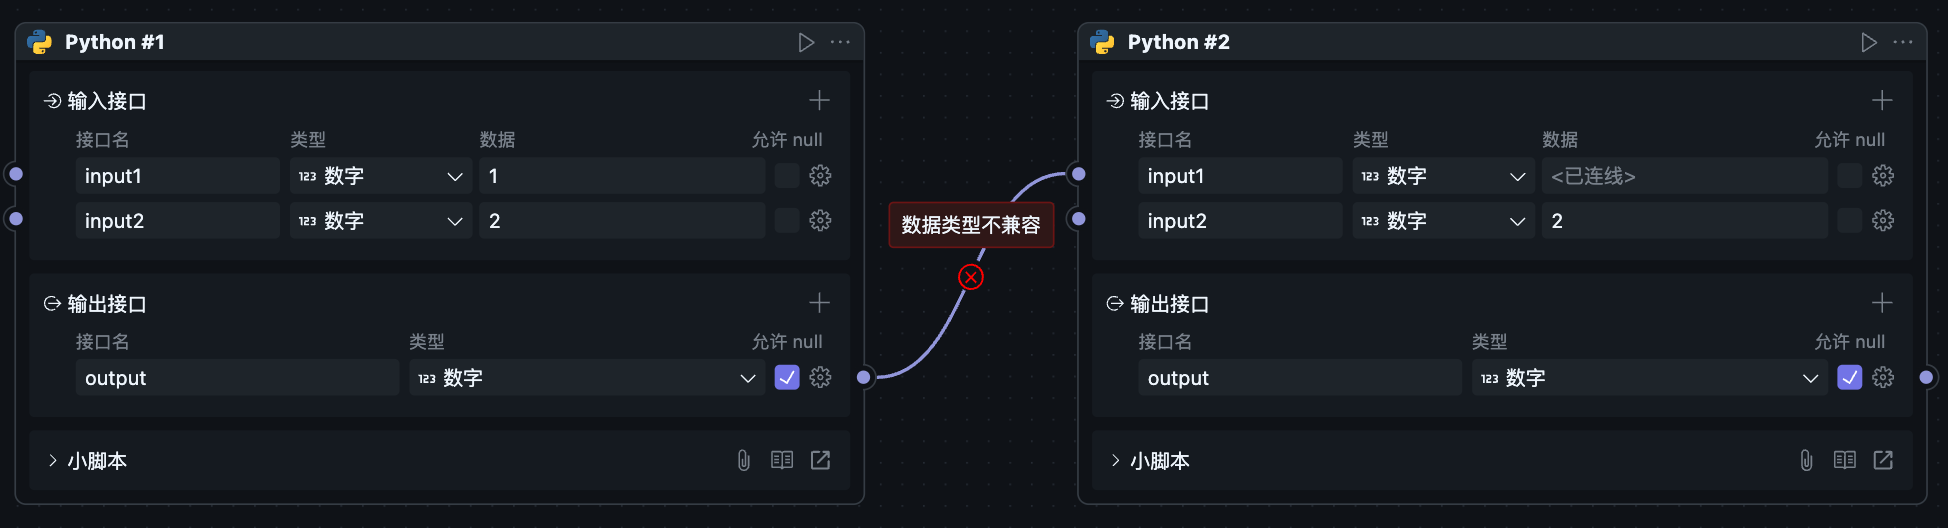 Python #1
输入接口
接口名 类型 数据 允许 null
input1 123 数字 1
input2 123 数字 2
输出接口
接口名 类型 允许 null
output 123 数字
小脚本
数据类型不兼容
Python #2
输入接口
接口名 类型 数据 允许 null
input1 123 数字 <已连线>
input2 123 数字 2
输出接口
接口名 类型 允许 null
output 123 数字
小脚本